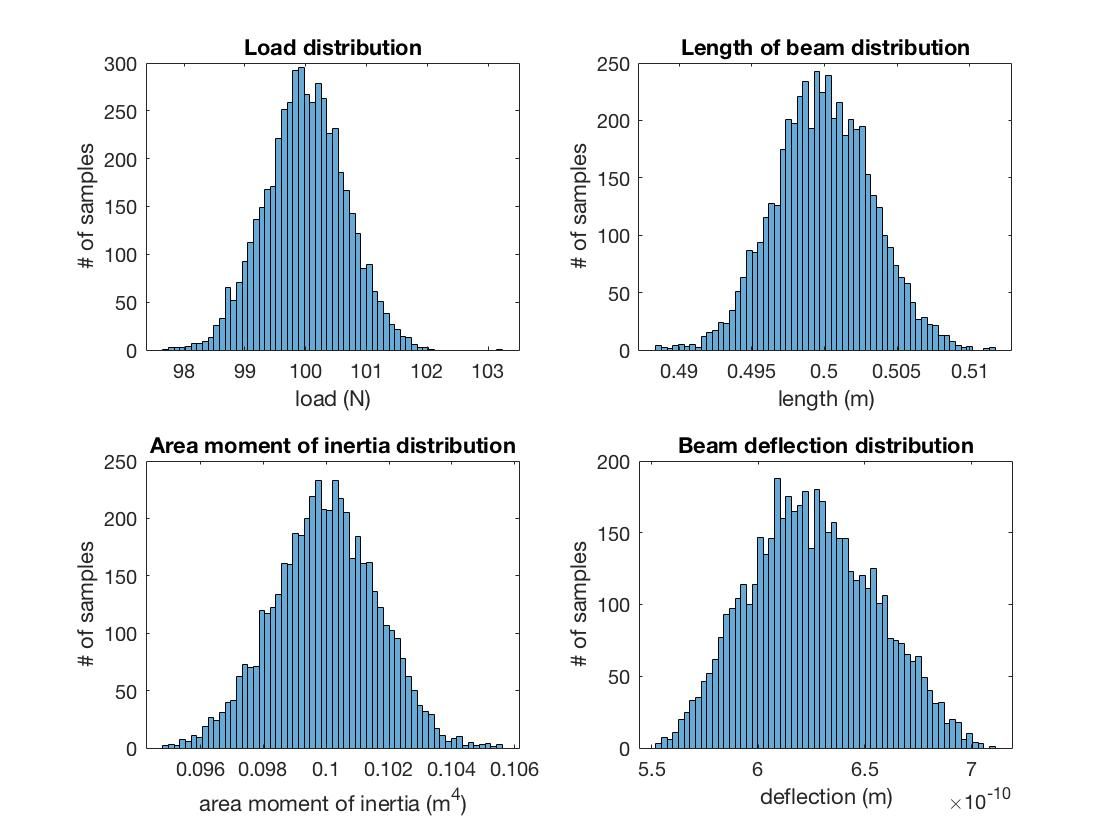 Load distribution
300
250
200
150
100
50
0
# of samples
98 99 100 101 102 103
load (N)
Length of beam distribution
250
200
150
100
50
0
# of samples
0.49 0.495 0.5 0.505 0.51
length (m)
Area moment of inertia distribution
250
200
150
100
50
0
# of samples
0.096 0.098 0.1 0.102 0.104 0.106
area moment of inertia (m⁴)
Beam deflection distribution
200
150
100
50
0
# of samples
5.5 6 6.5 7
deflection (m)
×10⁻¹⁰